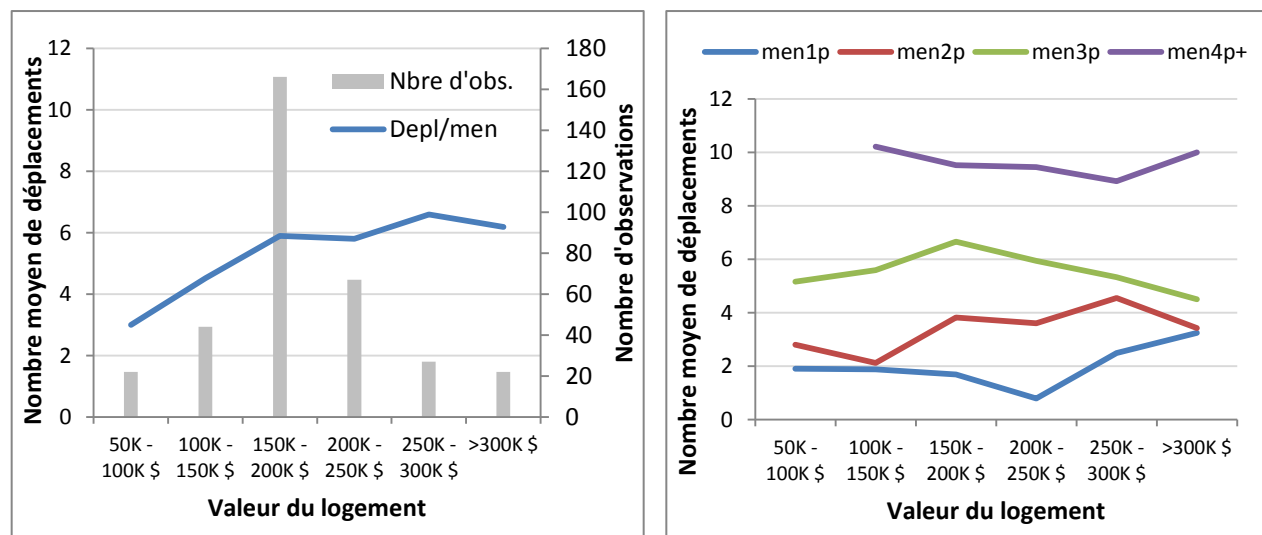 Nombre moyen de déplacements
12
10
8
6
4
2
0
Nbre d'obs.
Depl/men
180
160
140
120
100
80
60
40
20
0
Nombre d'observations
50K -
100K $
100K -
150K $
150K -
200K $
200K -
250K $
250K -
300K $
>300K $
Valeur du logement
men1p
men2p
men3p
men4p+
Nombre moyen de déplacements
12
10
8
6
4
2
0
50K -
100K $
100K -
150K $
150K -
200K $
200K -
250K $
250K -
300K $
>300K $
Valeur du logement